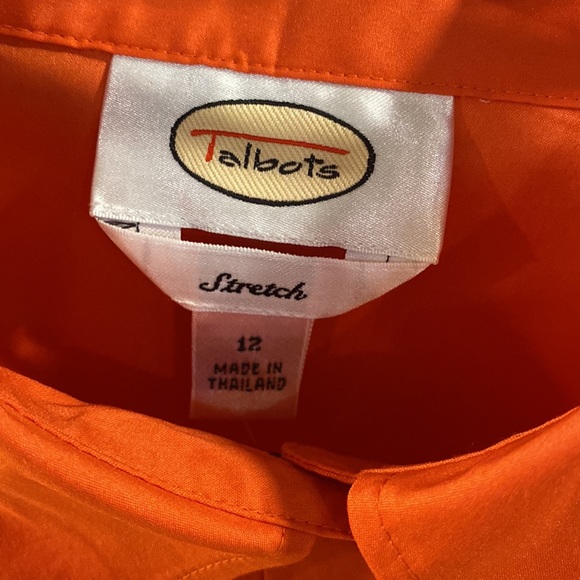 Talbots
Stretch
12
MADE IN
THAILAND